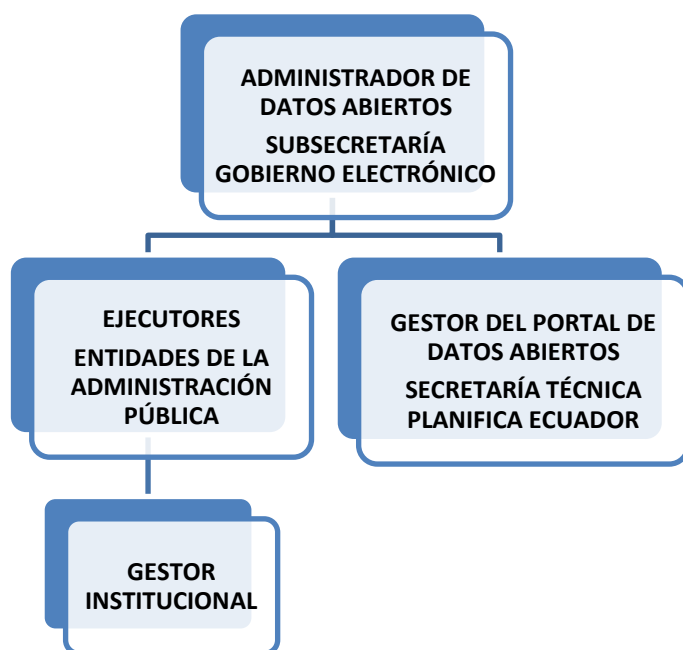 ADMINISTRADOR DE
DATOS ABIERTOS
SUBSECRETARÍA
GOBIERNO ELECTRÓNICO
EJECUTORES
ENTIDADES DE LA
ADMINISTRACIÓN
PÚBLICA
GESTOR DEL PORTAL DE
DATOS ABIERTOS
SECRETARÍA TÉCNICA
PLANIFICA ECUADOR
GESTOR
INSTITUCIONAL